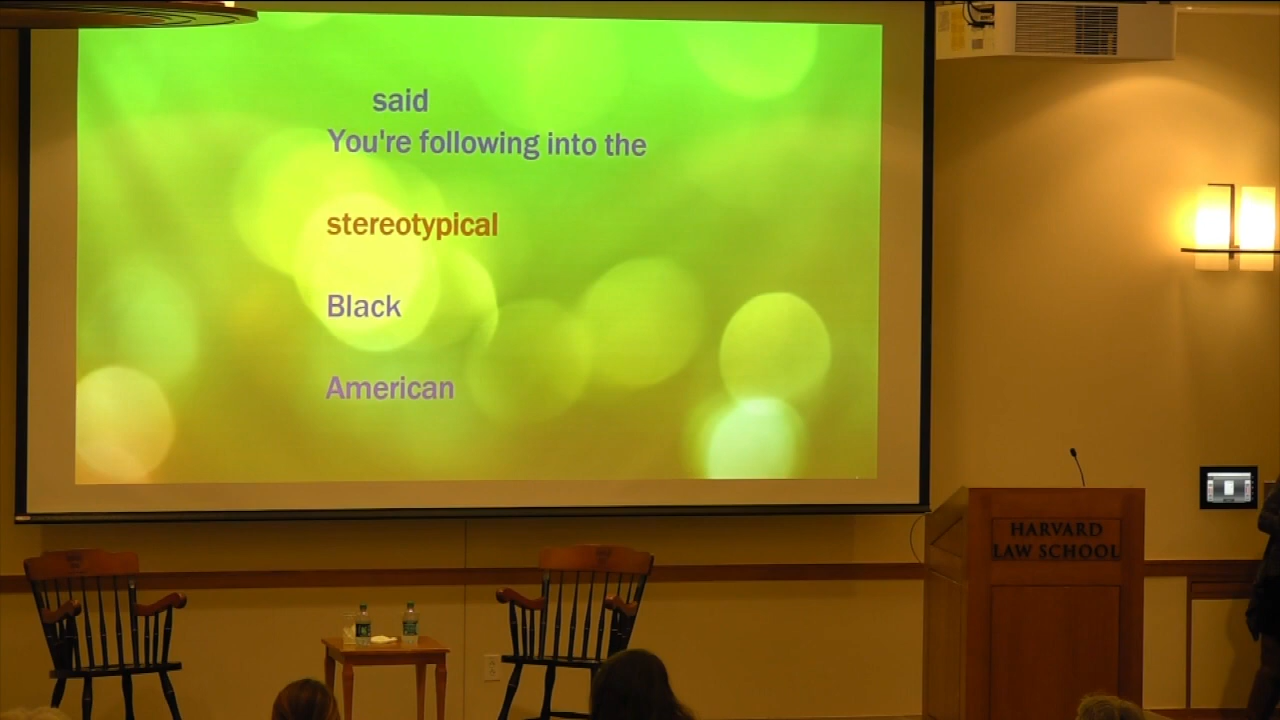 said
You're following into the
stereotypical
Black
American
HARVARD
LAW SCHOOL